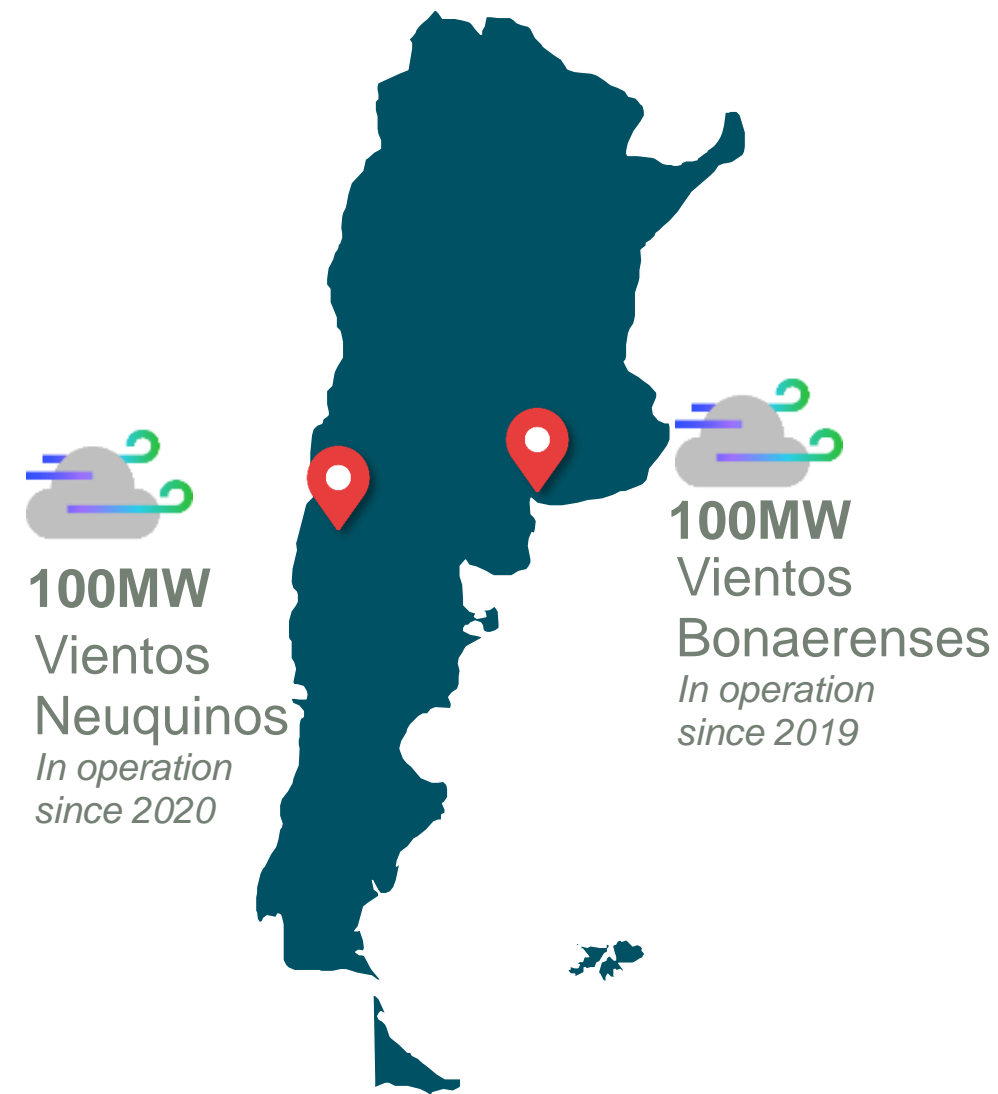 100MW
Vientos
Neuquinos
In operation
since 2020
100MW
Vientos
Bonaerenses
In operation
since 2019